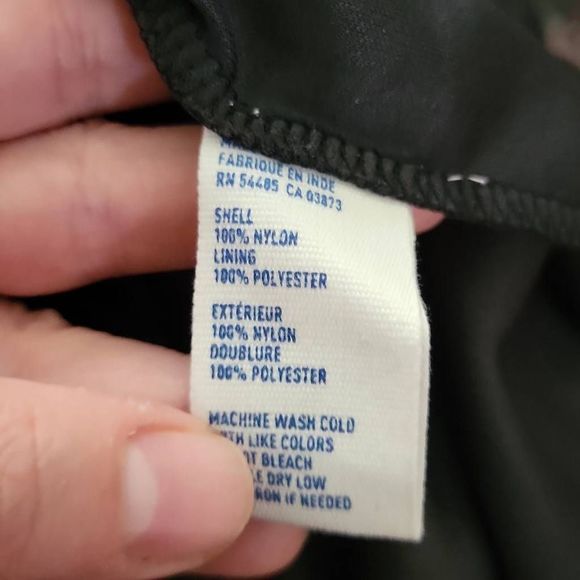 FABRIQUE EN INDE
RN 54485 CA 03873
SHELL
100% NYLON
LINING
100% POLYESTER
EXTÉRIEUR
100% NYLON
DOUBLURE
100% POLYESTER
MACHINE WASH COLD
LIKE COLORS
BLEACH
DRY LOW
IF NEEDED